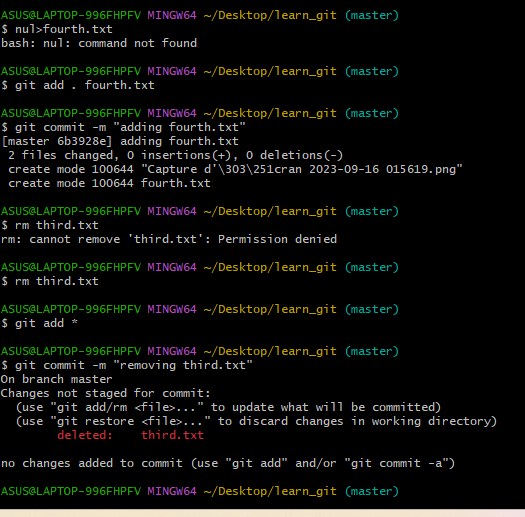 ASUS@LAPTOP-996FHPFV MINGW64 ~/Desktop/learn_git (master)
$ nul>fourth.txt
bash: nul: command not found
ASUS@LAPTOP-996FHPFV MINGW64 ~/Desktop/learn_git (master)
$ git add . fourth.txt
ASUS@LAPTOP-996FHPFV MINGW64 ~/Desktop/learn_git (master)
$ git commit -m "adding fourth.txt"
[master 6b3928e] adding fourth.txt
 2 files changed, 0 insertions(+), 0 deletions(-)
 create mode 100644 "Capture d'\303\251cran 2023-09-16 015619.png"
 create mode 100644 fourth.txt
ASUS@LAPTOP-996FHPFV MINGW64 ~/Desktop/learn_git (master)
$ rm third.txt
rm: cannot remove 'third.txt': Permission denied
ASUS@LAPTOP-996FHPFV MINGW64 ~/Desktop/learn_git (master)
$ rm third.txt
ASUS@LAPTOP-996FHPFV MINGW64 ~/Desktop/learn_git (master)
$ git add *
ASUS@LAPTOP-996FHPFV MINGW64 ~/Desktop/learn_git (master)
$ git commit -m "removing third.txt"
On branch master
Changes not staged for commit:
  (use "git add/rm <file>..." to update what will be committed)
  (use "git restore <file>..." to discard changes in working directory)
        deleted:    third.txt
no changes added to commit (use "git add" and/or "git commit -a")
ASUS@LAPTOP-996FHPFV MINGW64 ~/Desktop/learn_git (master)